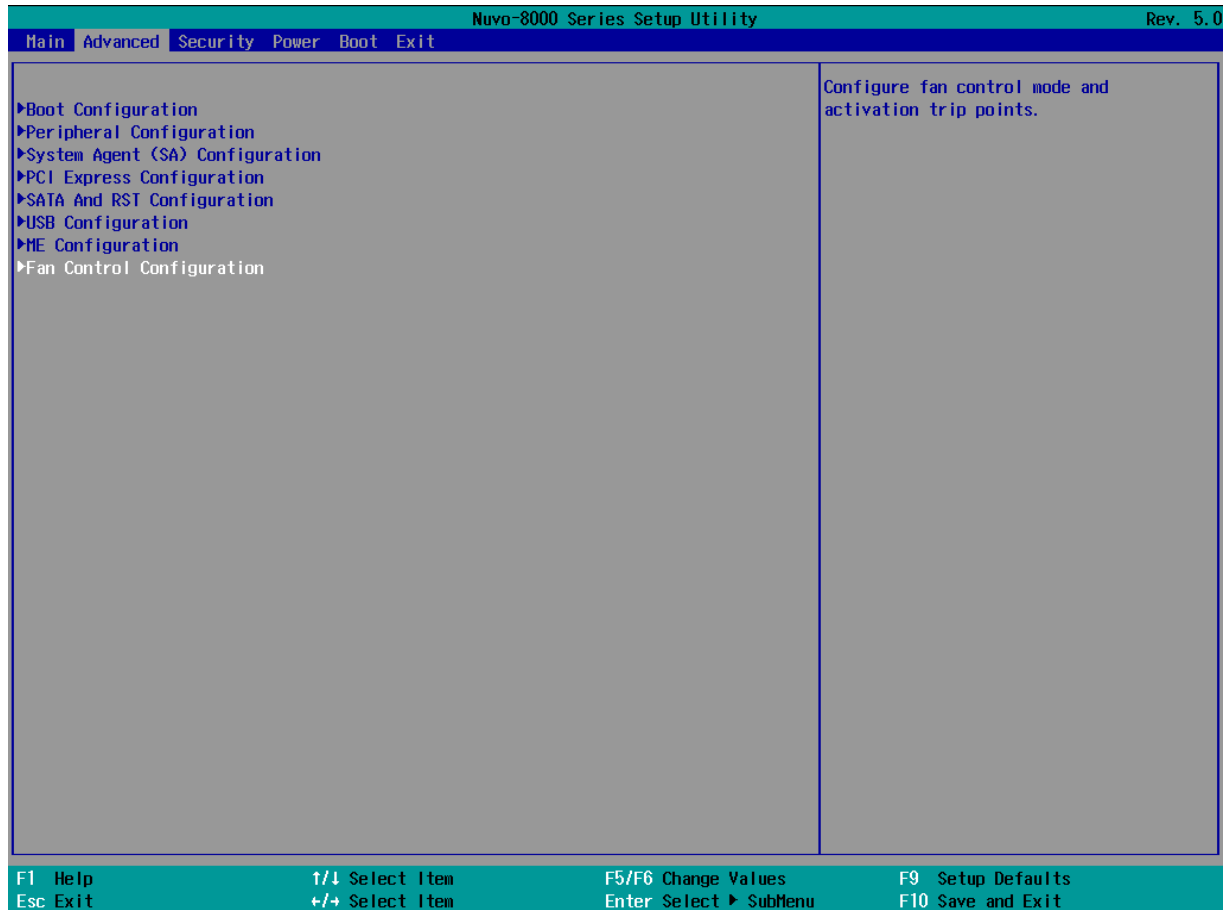 Nuvo-8000 Series Setup Utility Rev. 5.0
Main Advanced Security Power Boot Exit
▶Boot Configuration
▶Peripheral Configuration
▶System Agent (SA) Configuration
▶PCI Express Configuration
▶SATA And RST Configuration
▶USB Configuration
▶ME Configuration
▶Fan Control Configuration
Configure fan control mode and
activation trip points.
F1 Help ↑/↓ Select Item F5/F6 Change Values F9 Setup Defaults
Esc Exit ←/→ Select Item Enter Select ▶ SubMenu F10 Save and Exit